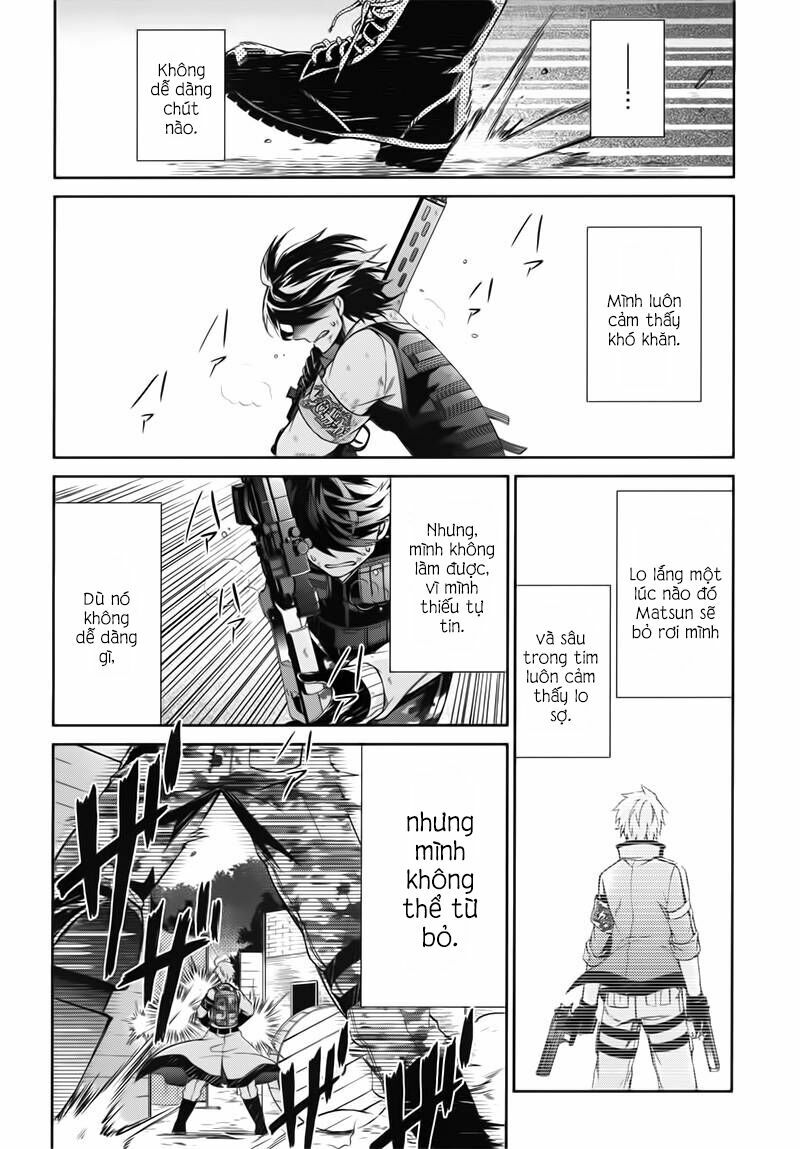 ―…
Không
dễ dàng
chút
nào.
Mình luôn
cảm thấy
khó khăn.
Lo lắng một
lúc nào đó
Matsun sẽ
bỏ rơi mình
và sâu
trong tim
luôn cảm
thấy lo
sợ.
Nhưng,
mình không
làm được,
vì mình
thiếu tự
tin.
Dù nó
không
dễ dàng
gì,
nhưng
mình
không
thể từ
bỏ.